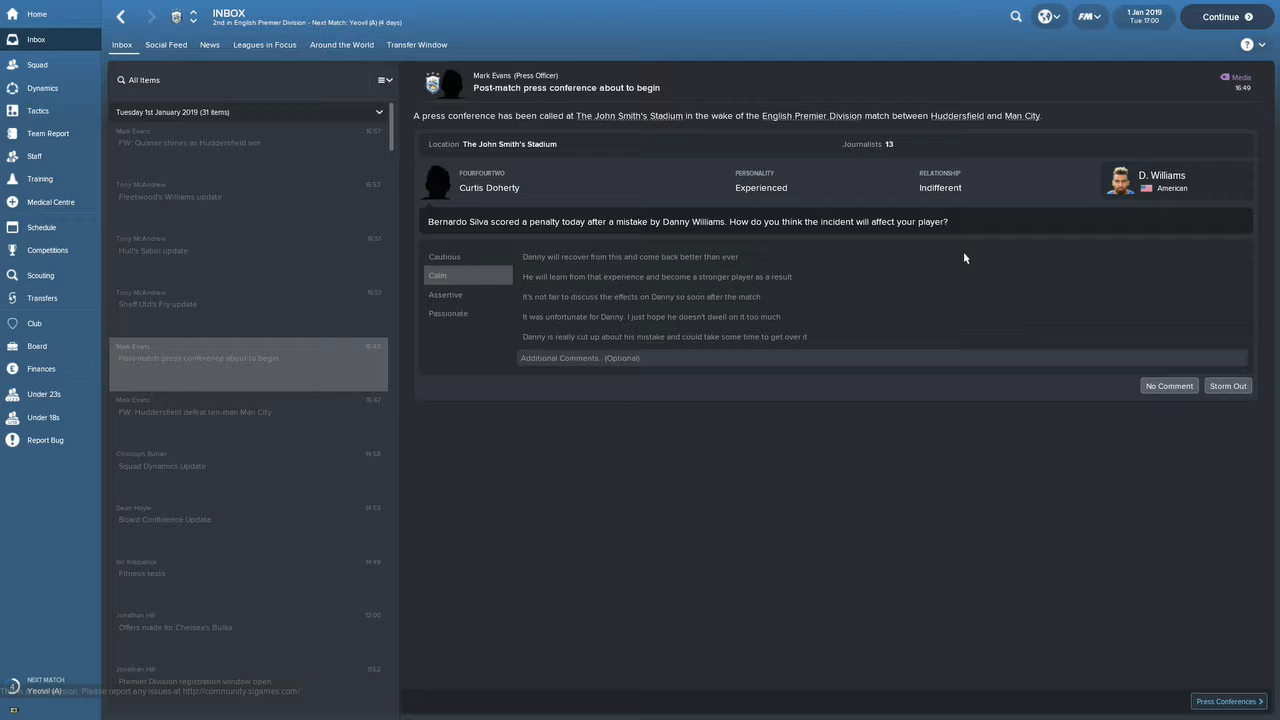 Home
INBOX
2nd in English Premier Division - Next Match: Yeovil (A) (4 days)
FM
1 Jan 2019
Tue 17:00
Continue
Inbox
Squad
Dynamics
Tactics
Team Report
Staff
Training
Medical Centre
Schedule
Competitions
Scouting
Transfers
Club
Board
Finances
Under 23s
Under 18s
Report Bug
NEXT MATCH
Yeovil (A)
Inbox
Social Feed
News
Leagues in Focus
Around the World
Transfer Window
?
All Items
Tuesday 1st January 2019 (31 items)
Mark Evans 16:57
FW: Quaner shines as Huddersfield win
Tony McAndrew 16:53
Fleetwood's Williams update
Tony McAndrew 16:51
Hull's Sabiri update
Tony McAndrew 16:51
Sheff Utd's Fry update
Mark Evans 16:49
Post-match press conference about to begin
Mark Evans 16:47
FW: Huddersfield defeat ten-man Man City
Christoph Bühler 14:58
Squad Dynamics Update
Dean Hoyle 14:53
Board Confidence Update
Ian Kirkpatrick 14:49
Fitness tests
Jonathan Hill 12:00
Offers made for Chelsea's Bulka
Jonathan Hill 11:52
Premier Division registration window open
version. Please report any issues at http://community.sigames.com/
Mark Evans (Press Officer)
Post-match press conference about to begin
Media
16:49
A press conference has been called at The John Smith's Stadium in the wake of the English Premier Division match between Huddersfield and Man City.
Location The John Smith's Stadium
Journalists 13
FOURFOURTWO
Curtis Doherty
PERSONALITY
Experienced
RELATIONSHIP
Indifferent
D. Williams
American
Bernardo Silva scored a penalty today after a mistake by Danny Williams. How do you think the incident will affect your player?
Cautious
Calm
Assertive
Passionate
Danny will recover from this and come back better than ever
He will learn from that experience and become a stronger player as a result
It's not fair to discuss the effects on Danny so soon after the match
It was unfortunate for Danny. I just hope he doesn't dwell on it too much
Danny is really cut up about his mistake and could take some time to get over it
Additional Comments.. (Optional)
No Comment
Storm Out
Press Conferences